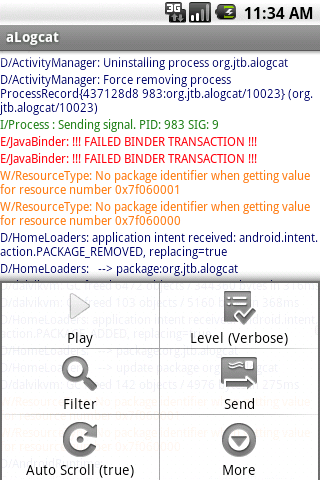 3G 11:34 AM
aLogcat
D/ActivityManager: Uninstalling process org.jtb.alogcat
D/ActivityManager: Force removing process
ProcessRecord{437128d8 983:org.jtb.alogcat/10023} (org.
jtb.alogcat/10023)
I/Process : Sending signal. PID: 983 SIG: 9
E/JavaBinder: !!! FAILED BINDER TRANSACTION !!!
E/JavaBinder: !!! FAILED BINDER TRANSACTION !!!
W/ResourceType: No package identifier when getting value
for resource number 0x7f060001
W/ResourceType: No package identifier when getting value
for resource number 0x7f060000
D/HomeLoaders: application intent received: android.intent.
action.PACKAGE_REMOVED, replacing=true
D/HomeLoaders: --> package:org.jtb.alogcat
Play
Level (Verbose)
Filter
Send
Auto Scroll (true)
More